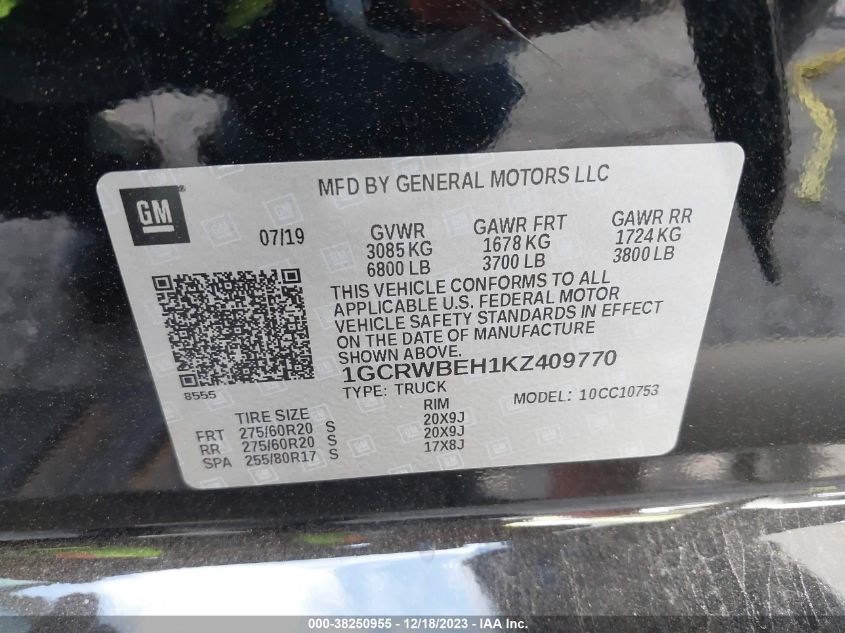 MFD BY GENERAL MOTORS LLC
GM
07/19
GVWR GAWR FRT GAWR RR
3085 KG 1678 KG 1724 KG
6800 LB 3700 LB 3800 LB
THIS VEHICLE CONFORMS TO ALL
APPLICABLE U.S. FEDERAL MOTOR
VEHICLE SAFETY STANDARDS IN EFFECT
ON THE DATE OF MANUFACTURE
SHOWN ABOVE.
1GCRWBEH1KZ409770
8555
TYPE: TRUCK MODEL: 10CC10753
TIRE SIZE RIM
FRT 275/60R20 S 20X9J
RR 275/60R20 S 20X9J
SPA 255/80R17 S 17X8J
000-38250955 - 12/18/2023 - COPYRIGHT IAA, LLC.